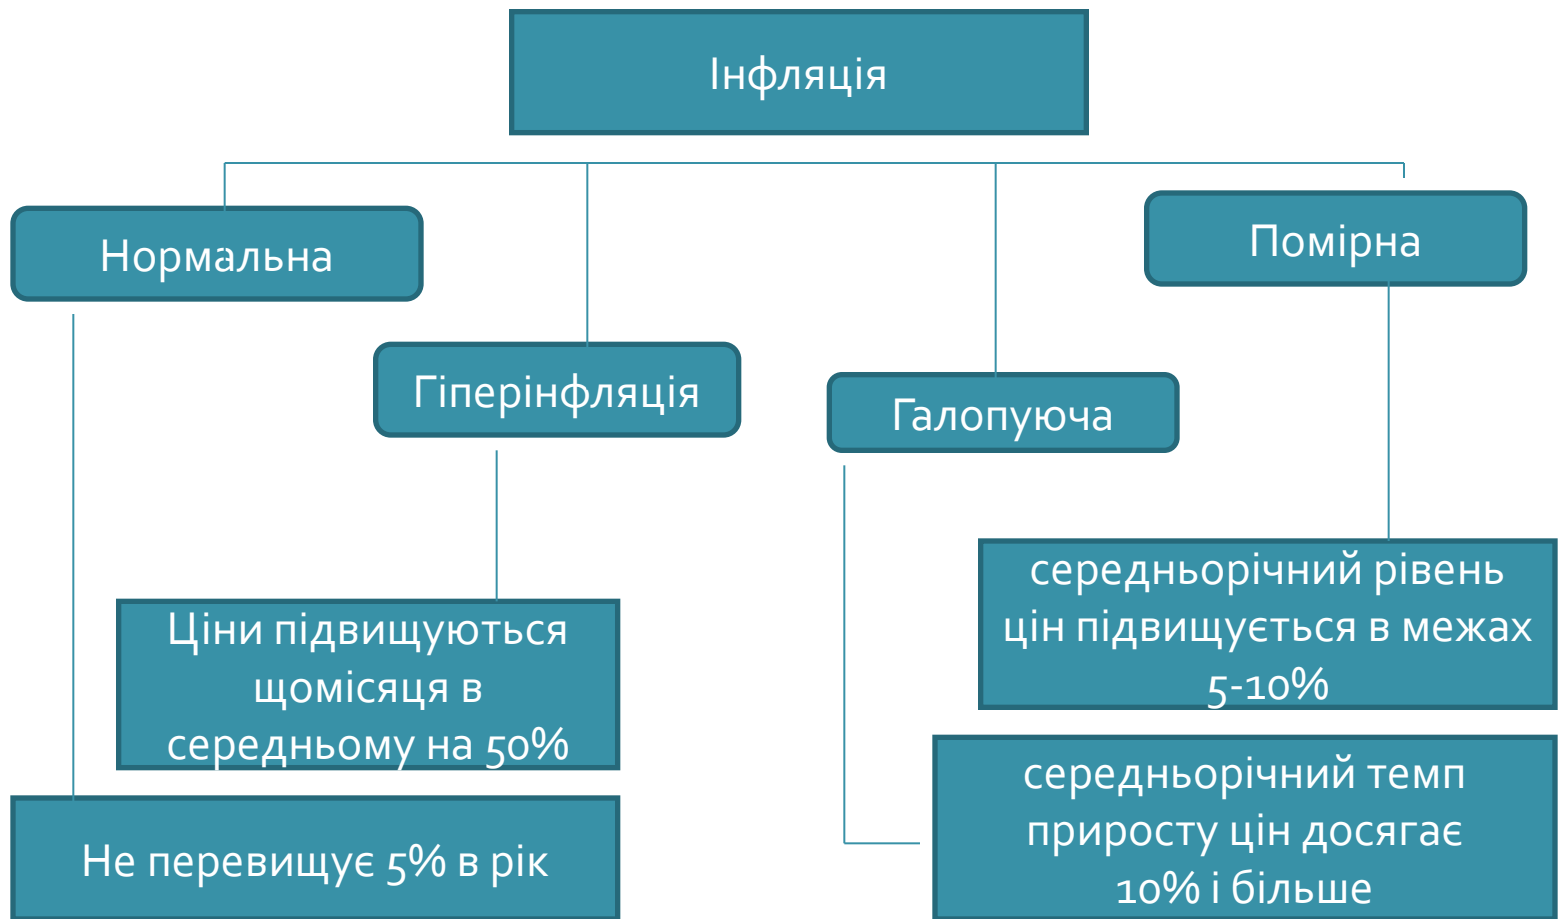 Інфляція
Нормальна
Помірна
Гіперінфляція
Галопуюча
середньорічний рівень
цін підвищується в межах
5-10%
Ціни підвищуються
щомісяця в
середньому на 50%
середньорічний темп
приросту цін досягає
10% і більше
Не перевищує 5% в рік